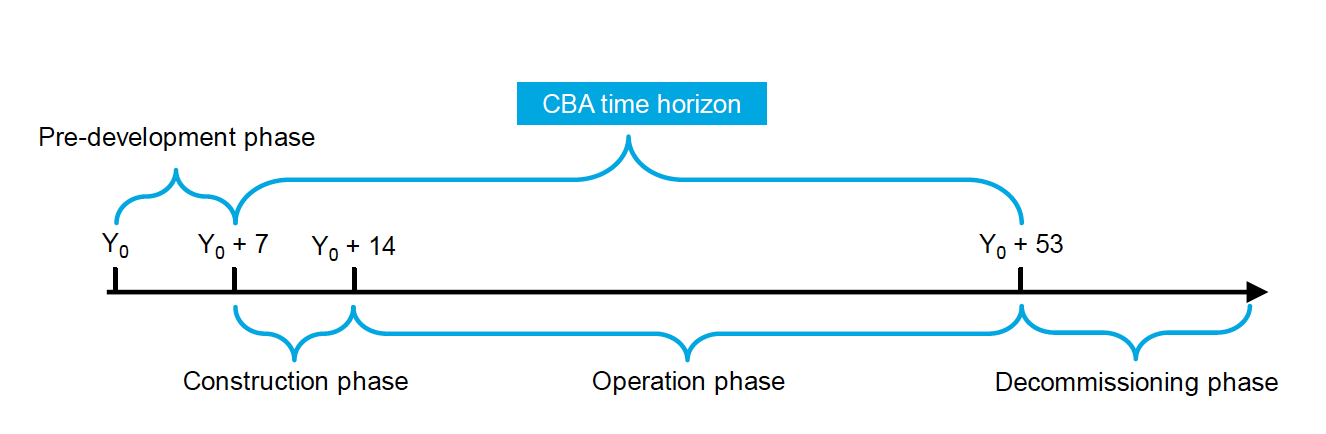 CBA time horizon
Pre-development phase
Y₀
Y₀ + 7
Y₀ + 14
Y₀ + 53
Construction phase
Operation phase
Decommissioning phase